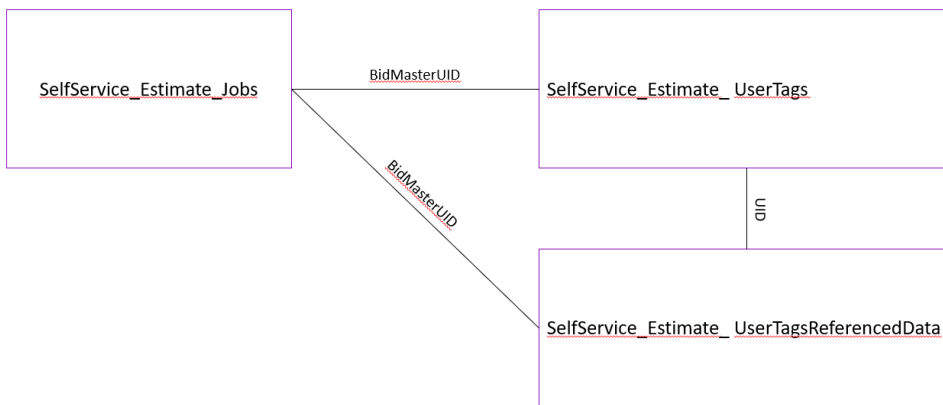 SelfService_Estimate_Jobs
BidMasterUID
SelfService_Estimate_ UserTags
BidMasterUID
UID
SelfService_Estimate_ UserTagsReferencedData